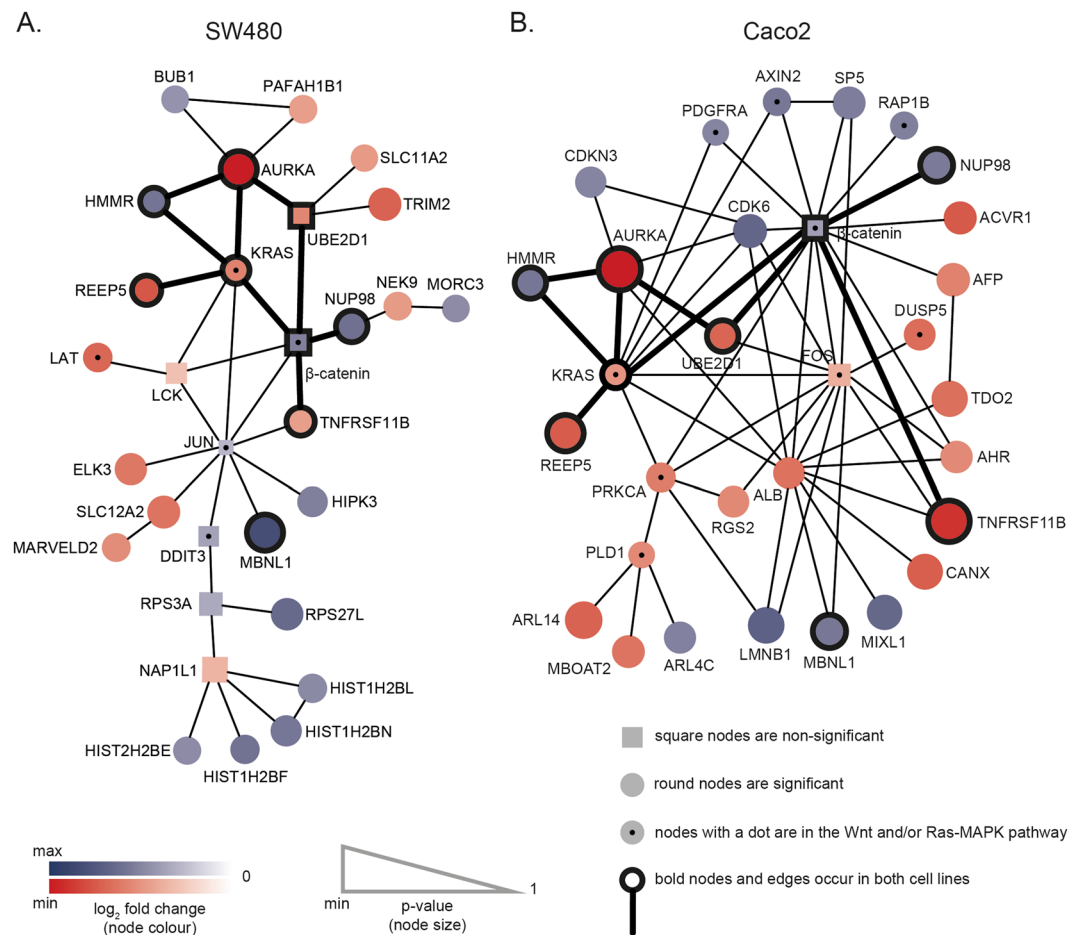 A.
SW480
BUB1
PAFAH1B1
AURKA
SLC11A2
HMMR
TRIM2
UBE2D1
KRAS
REEP5
NUP98
NEK9
MORC3
LAT
β-catenin
LCK
TNFRSF11B
JUN
ELK3
HIPK3
SLC12A2
MARVELD2
DDIT3
MBNL1
RPS3A
RPS27L
NAP1L1
HIST1H2BL
HIST1H2BN
HIST2H2BE
HIST1H2BF
max
0
min
log2 fold change
(node colour)
min
p-value
(node size)
1
B.
Caco2
AXIN2
SP5
PDGFRA
RAP1B
CDKN3
NUP98
CDK6
ACVR1
β-catenin
AURKA
HMMR
AFP
DUSP5
UBE2D1
FOS
KRAS
TDO2
REEP5
AHR
PRKCA
ALB
RGS2
TNFRSF11B
PLD1
CANX
ARL14
MBOAT2
ARL4C
LMNB1
MBNL1
MIXL1
square nodes are non-significant
round nodes are significant
nodes with a dot are in the Wnt and/or Ras-MAPK pathway
bold nodes and edges occur in both cell lines